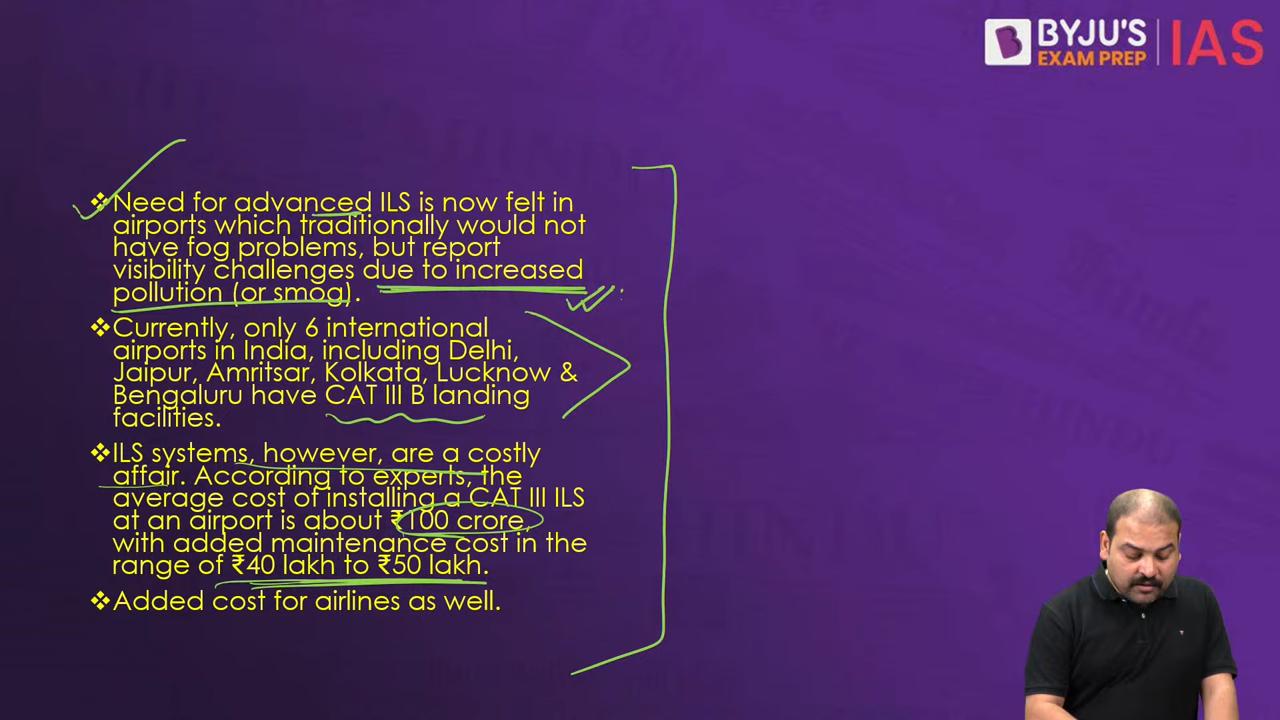 BYJU'S
EXAM PREP
IAS
❖Need for advanced ILS is now felt in
airports which traditionally would not
have fog problems, but report
visibility challenges due to increased
pollution (or smog).
❖Currently, only 6 international
airports in India, including Delhi,
Jaipur, Amritsar, Kolkata, Lucknow &
Bengaluru have CAT III B landing
facilities.
❖ILS systems, however, are a costly
affair. According to experts, the
average cost of installing a CAT III ILS
at an airport is about ₹100 crore,
with added maintenance cost in the
range of ₹40 lakh to ₹50 lakh.
❖Added cost for airlines as well.